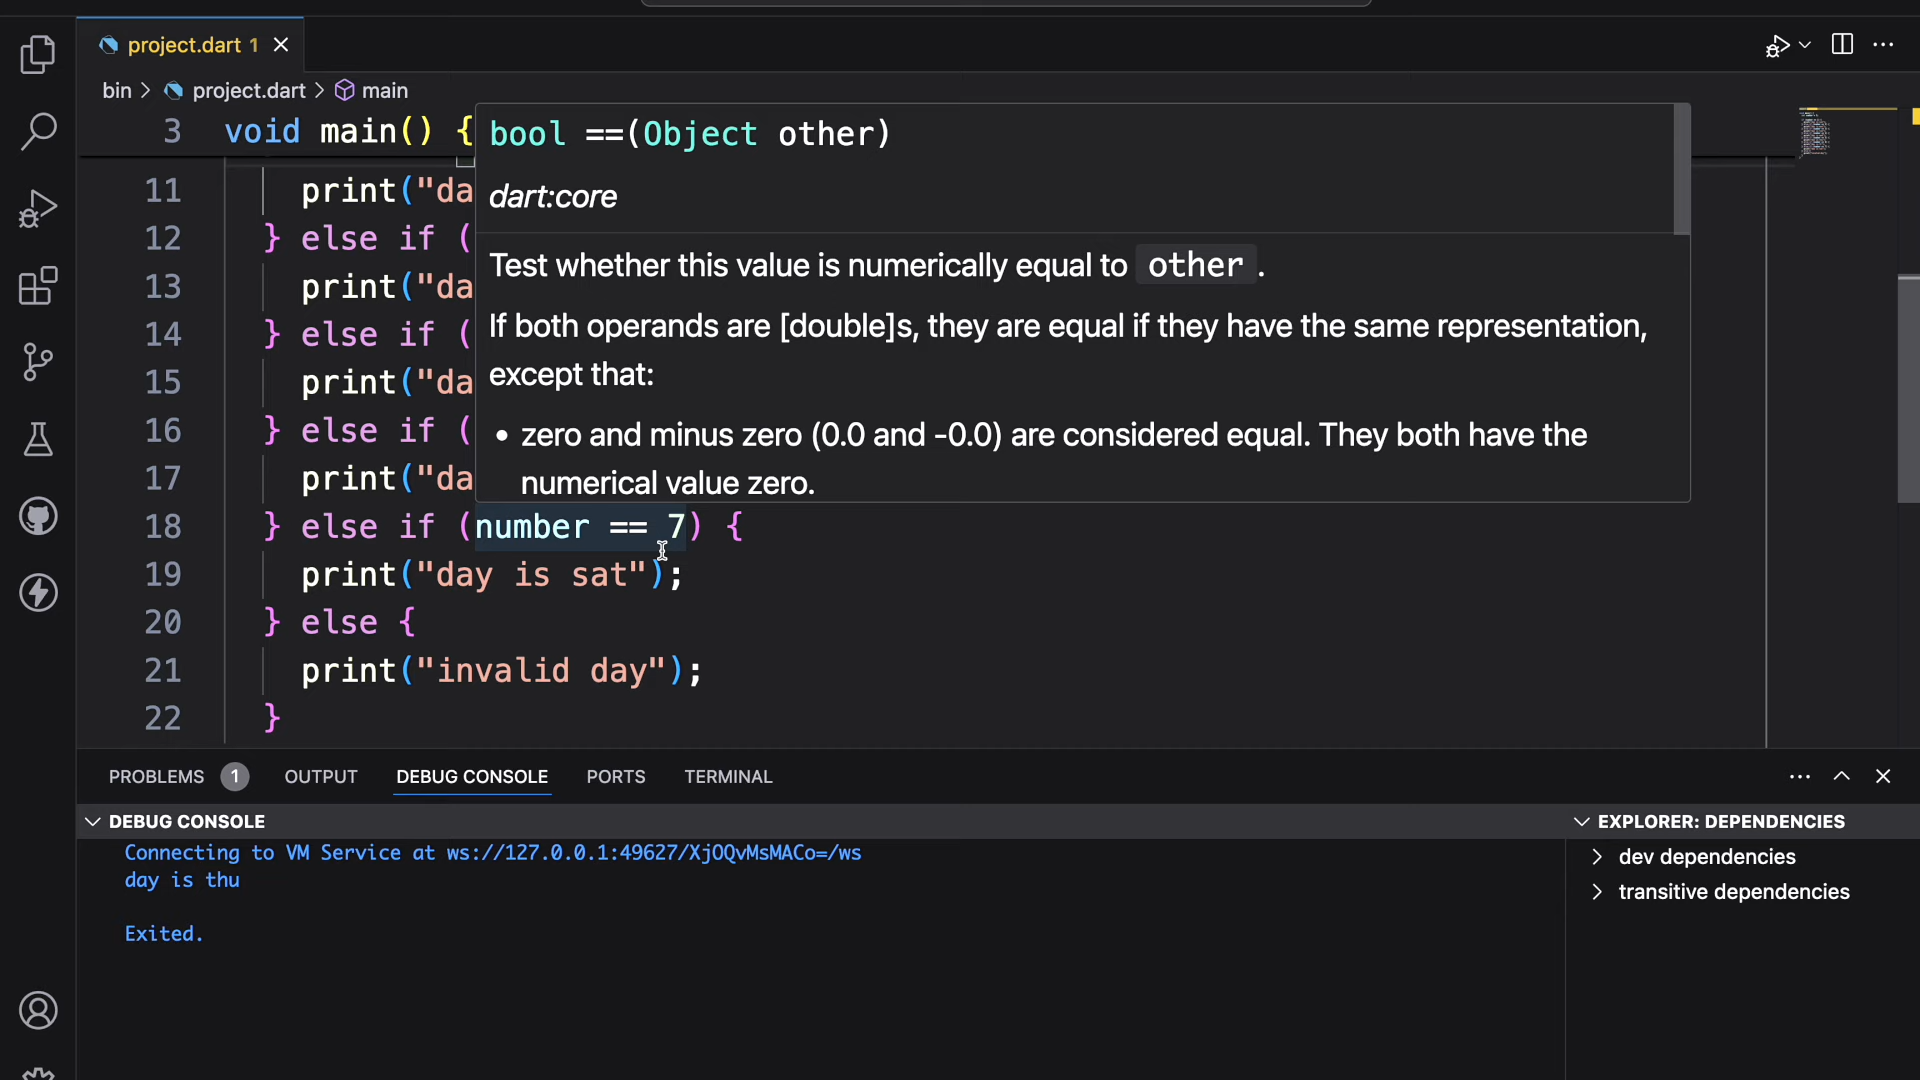 project.dart 1
bin > project.dart > main
3 void main() {
bool ==(Object other)
dart:core
Test whether this value is numerically equal to other .
If both operands are [double]s, they are equal if they have the same representation,
except that:
• zero and minus zero (0.0 and -0.0) are considered equal. They both have the
numerical value zero.
11 print("da
12 } else if (
13 print("da
14 } else if (
15 print("da
16 } else if (
17 print("da
18 } else if (number == 7) {
19 print("day is sat");
20 } else {
21 print("invalid day");
22 }
PROBLEMS 1 OUTPUT DEBUG CONSOLE PORTS TERMINAL
DEBUG CONSOLE
Connecting to VM Service at ws://127.0.0.1:49627/XjOQvMsMACo=/ws
day is thu
Exited.
EXPLORER: DEPENDENCIES
dev dependencies
transitive dependencies